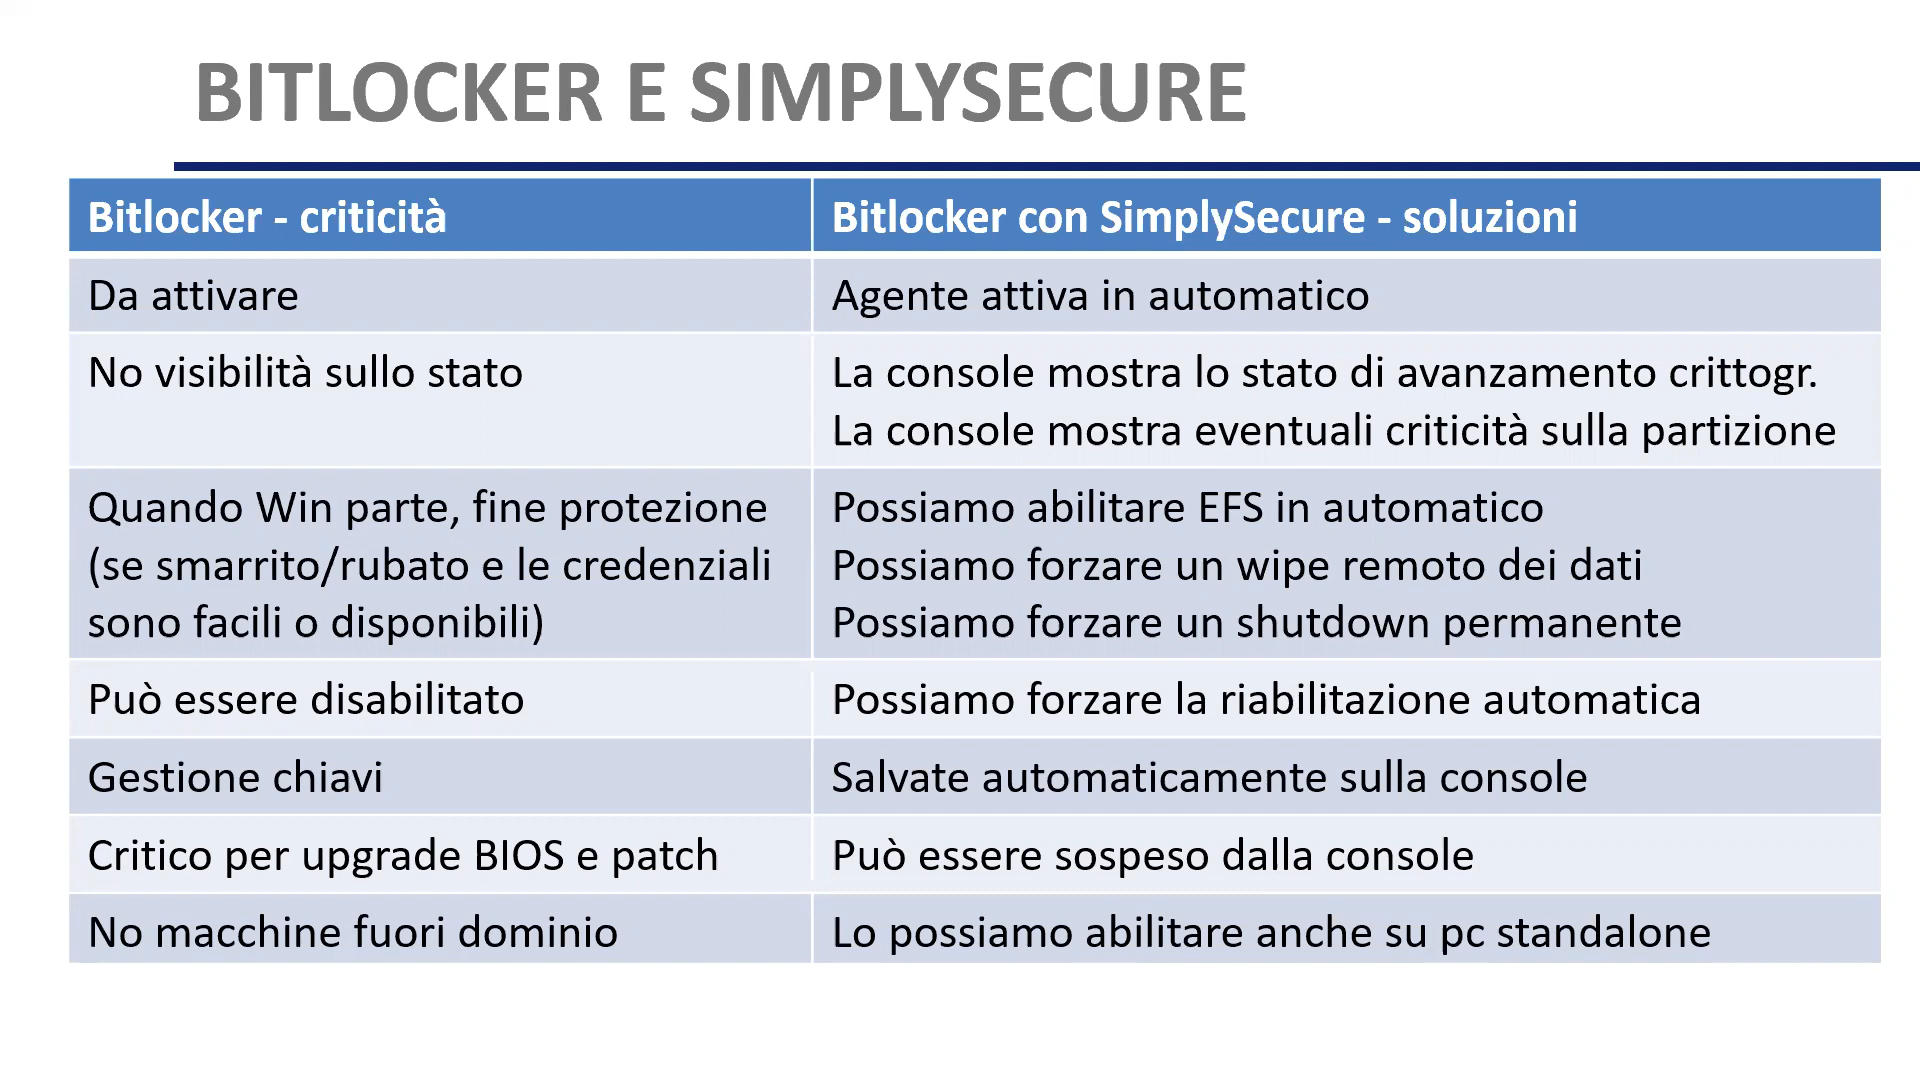 BITLOCKER E SIMPLYSECURE
Bitlocker - criticità
Bitlocker con SimplySecure - soluzioni
Da attivare
Agente attiva in automatico
No visibilità sullo stato
La console mostra lo stato di avanzamento crittogr.
La console mostra eventuali criticità sulla partizione
Quando Win parte, fine protezione
(se smarrito/rubato e le credenziali
sono facili o disponibili)
Possiamo abilitare EFS in automatico
Possiamo forzare un wipe remoto dei dati
Possiamo forzare un shutdown permanente
Può essere disabilitato
Possiamo forzare la riabilitazione automatica
Gestione chiavi
Salvate automaticamente sulla console
Critico per upgrade BIOS e patch
Può essere sospeso dalla console
No macchine fuori dominio
Lo possiamo abilitare anche su pc standalone